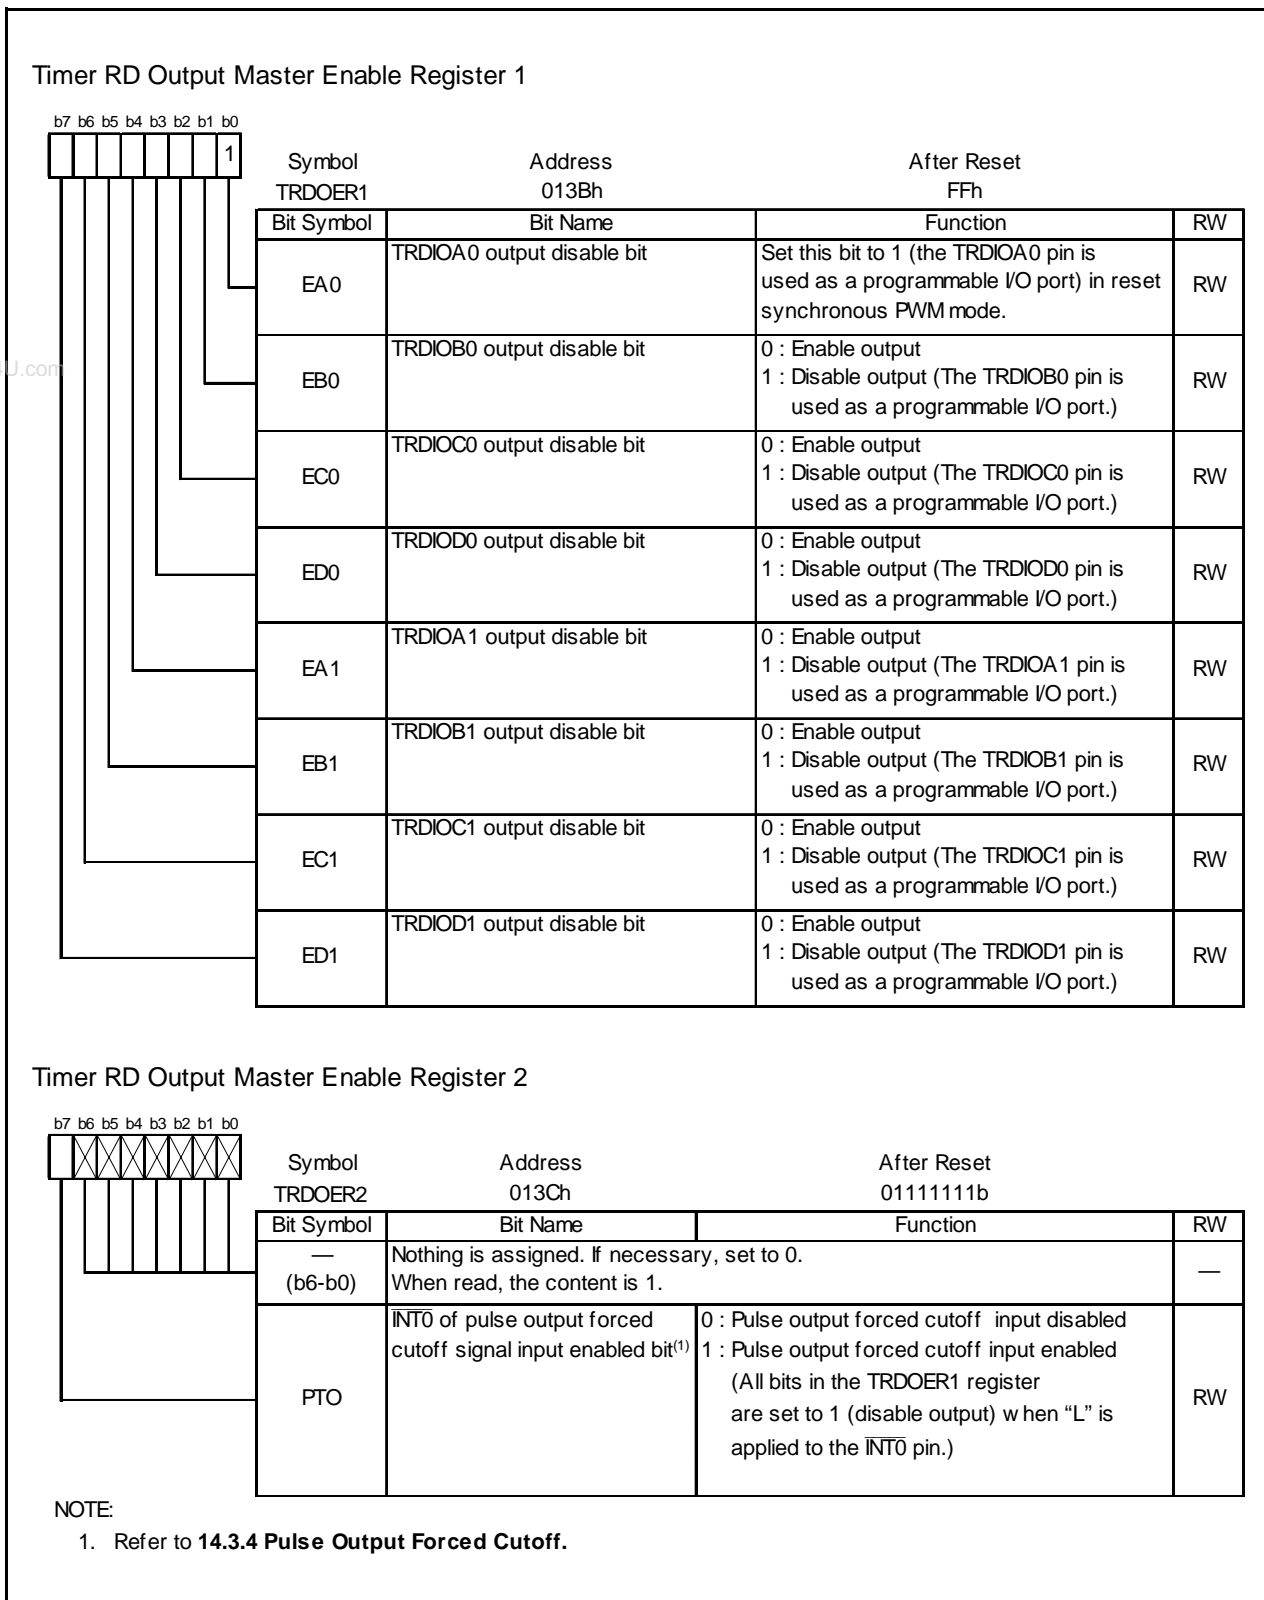 Timer RD Output Master Enable Register 1
b7 b6 b5 b4 b3 b2 b1 b0
1
Symbol Address After Reset
TRDOER1 013Bh FFh
Bit Symbol Bit Name Function RW
EA0 TRDIOA0 output disable bit Set this bit to 1 (the TRDIOA0 pin is
used as a programmable I/O port) in reset
synchronous PWM mode. RW
EB0 TRDIOB0 output disable bit 0 : Enable output
1 : Disable output (The TRDIOB0 pin is
used as a programmable I/O port.) RW
EC0 TRDIOC0 output disable bit 0 : Enable output
1 : Disable output (The TRDIOC0 pin is
used as a programmable I/O port.) RW
ED0 TRDIOD0 output disable bit 0 : Enable output
1 : Disable output (The TRDIOD0 pin is
used as a programmable I/O port.) RW
EA1 TRDIOA1 output disable bit 0 : Enable output
1 : Disable output (The TRDIOA1 pin is
used as a programmable I/O port.) RW
EB1 TRDIOB1 output disable bit 0 : Enable output
1 : Disable output (The TRDIOB1 pin is
used as a programmable I/O port.) RW
EC1 TRDIOC1 output disable bit 0 : Enable output
1 : Disable output (The TRDIOC1 pin is
used as a programmable I/O port.) RW
ED1 TRDIOD1 output disable bit 0 : Enable output
1 : Disable output (The TRDIOD1 pin is
used as a programmable I/O port.) RW
U.com
Timer RD Output Master Enable Register 2
b7 b6 b5 b4 b3 b2 b1 b0
Symbol Address After Reset
TRDOER2 013Ch 01111111b
Bit Symbol Bit Name Function RW
— Nothing is assigned. If necessary, set to 0.
(b6-b0) When read, the content is 1. —
PTO INT0 of pulse output forced
cutoff signal input enabled bit(1)
0 : Pulse output forced cutoff input disabled
1 : Pulse output forced cutoff input enabled
(All bits in the TRDOER1 register
are set to 1 (disable output) when “L” is
applied to the INT0 pin.) RW
NOTE:
1. Refer to 14.3.4 Pulse Output Forced Cutoff.